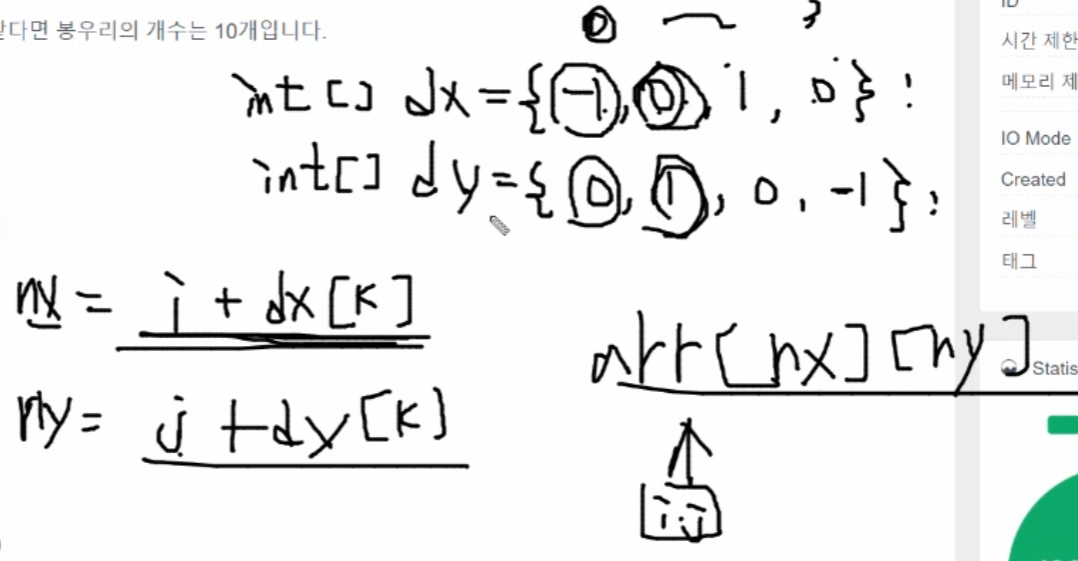 같다면 봉우리의 개수는 10개입니다.
0 ~ 3
int [] dx = {-1, 0, 1, 0};
int[] dy = {0, 1, 0, -1};
nx = i + dx[k]
ny = j + dy[k]
arr[nx][ny]
i.j
ID
시간 제한
메모리 제
IO Mode
Created
레벨
태그
Statis